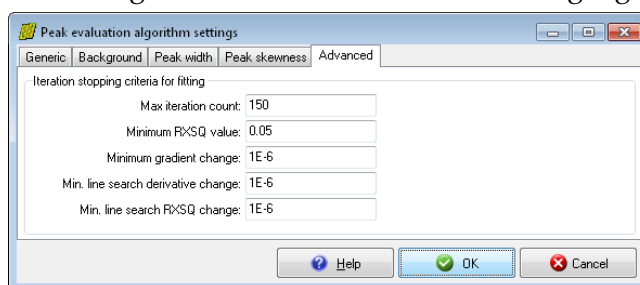 Peak evaluation algorithm settings
Generic Background Peak width Peak skewness Advanced
Iteration stopping criteria for fitting
Max iteration count: 150
Minimum RXSQ value: 0.05
Minimum gradient change: 1E-6
Min. line search derivative change: 1E-6
Min. line search RXSQ change: 1E-6
Help OK Cancel